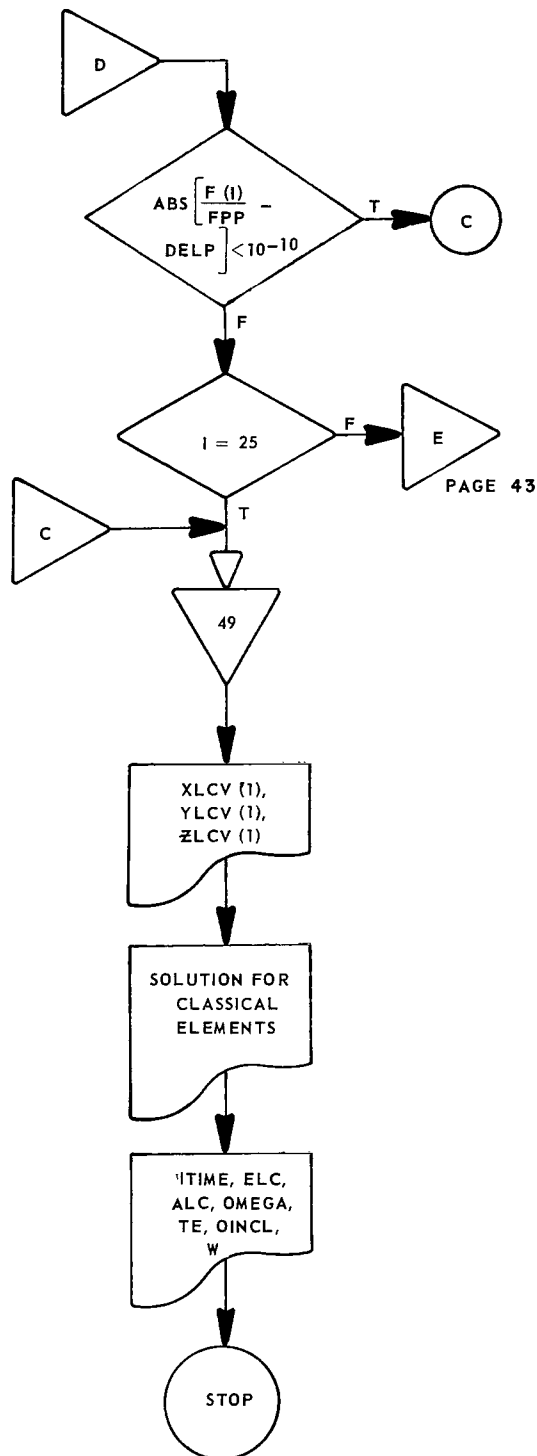 D
ABS [ F (I) / FPP –
DELP ] < 10-10
T
C
F
I = 25
F
E
PAGE 43
C
T
49
XLCV (1),
YLCV (1),
ZLCV (1)
SOLUTION FOR
CLASSICAL
ELEMENTS
ITIME, ELC,
ALC, OMEGA,
TE, OINCL,
W
STOP